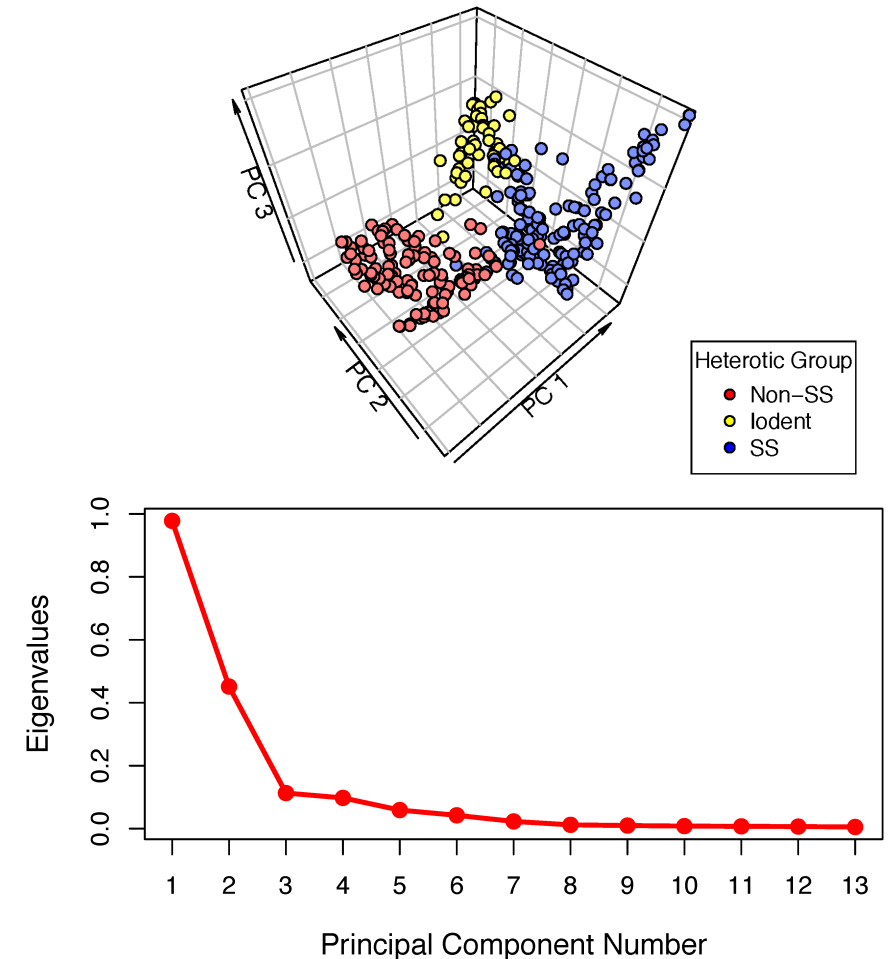 PC 3
PC 2
PC 1
Heterotic Group
Non−SS
Iodent
SS
Eigenvalues
1.0
0.8
0.6
0.4
0.2
0.0
1 2 3 4 5 6 7 8 9 10 11 12 13
Principal Component Number